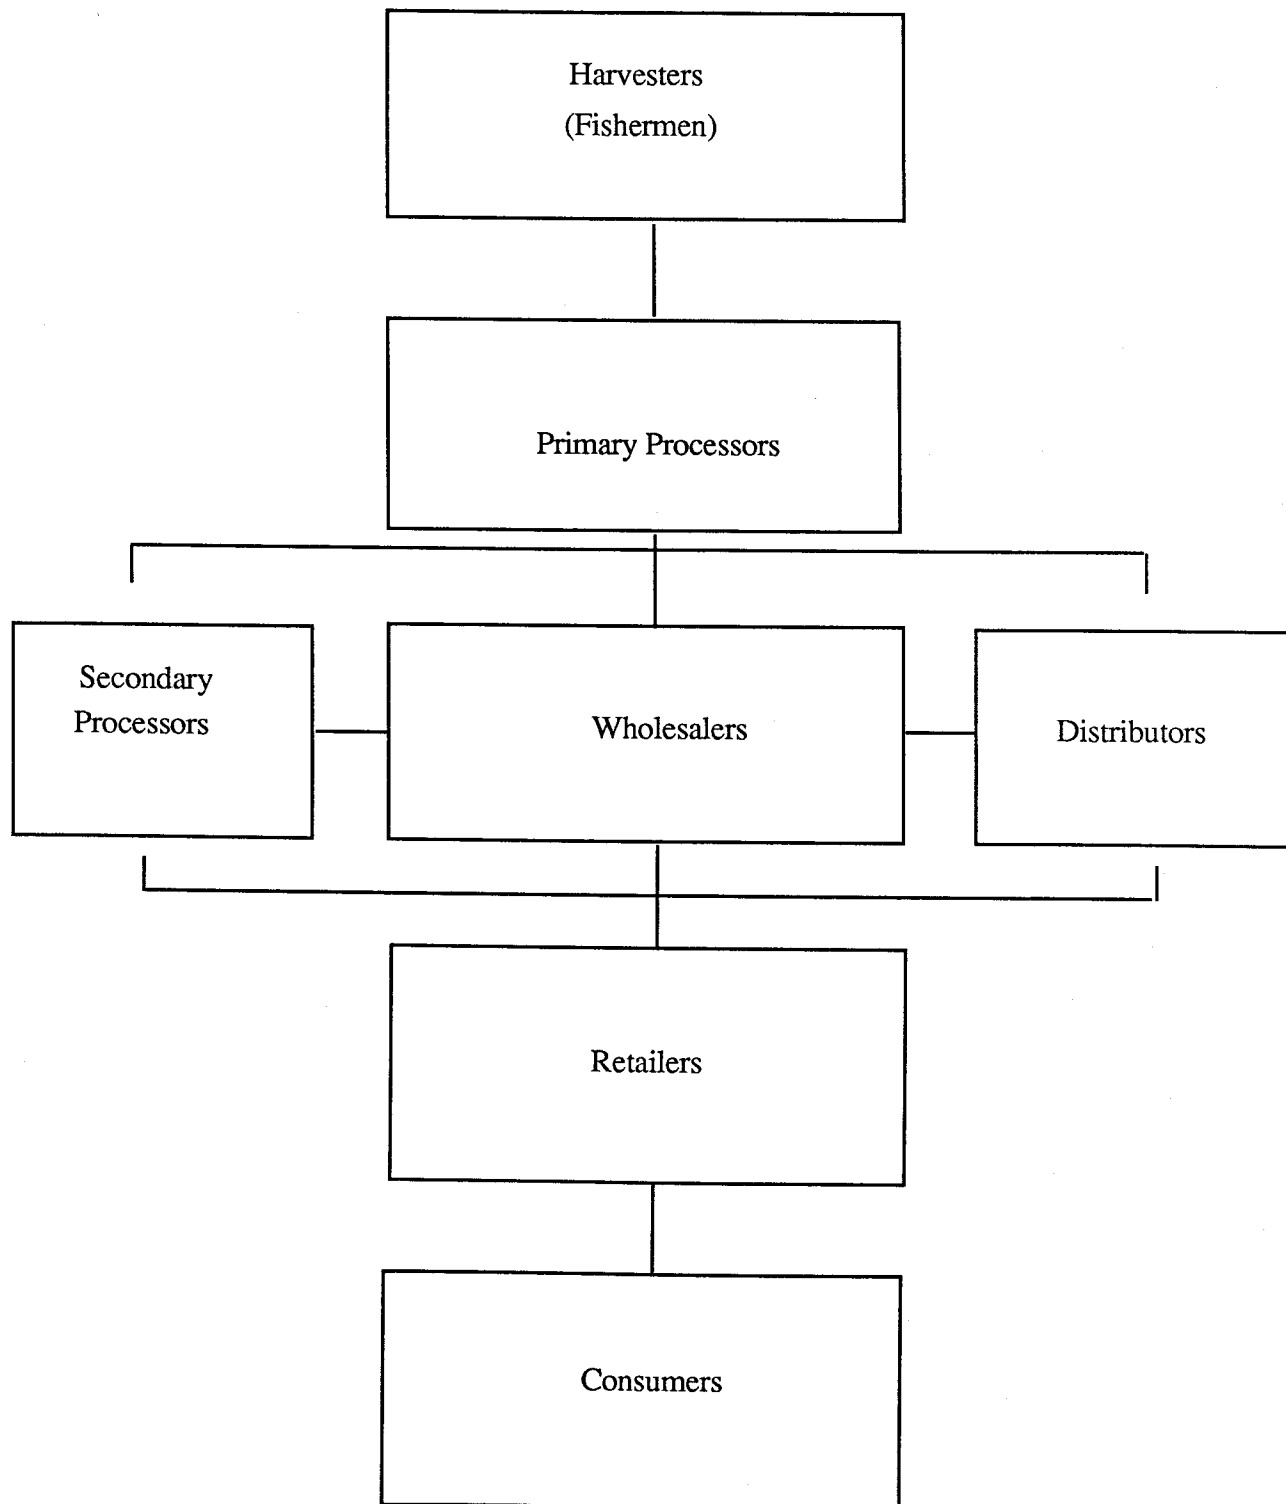 Harvesters
(Fishermen)
Primary Processors
Secondary
Processors
Wholesalers
Distributors
Retailers
Consumers